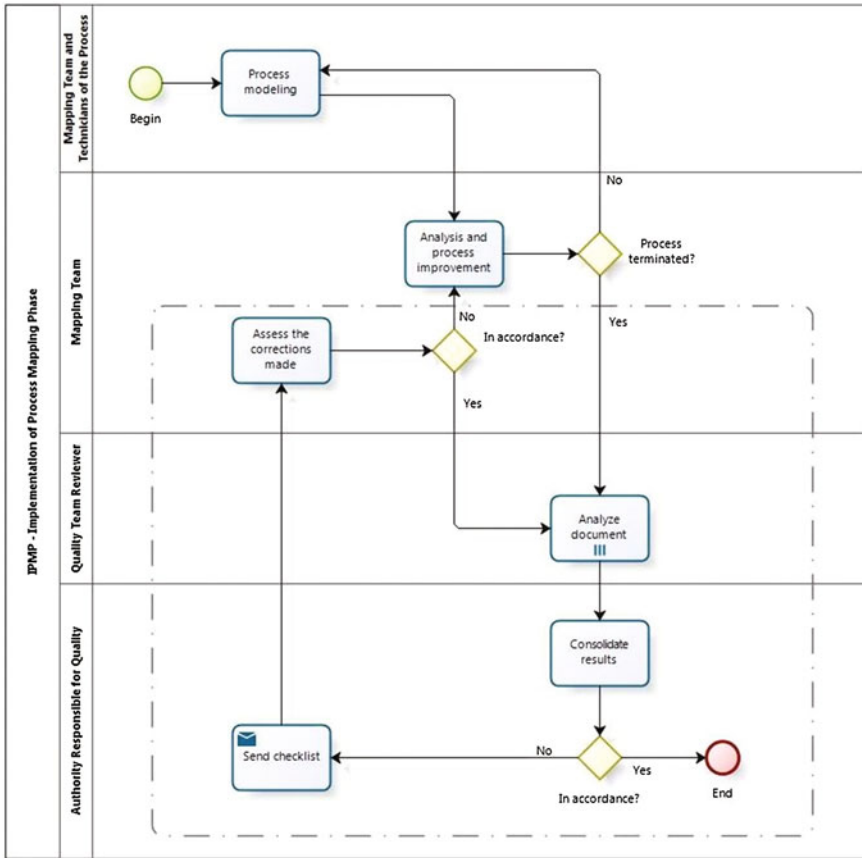 IPMP - Implementation of Process Mapping Phase
Mapping Team and
Technicians of the Process
Begin
Process
modeling
No
Mapping Team
Analysis and
process
improvement
Process
terminated?
No
In accordance?
Yes
Assess the
corrections
made
Yes
Quality Team Reviewer
Analyze
document
Authority Responsible for Quality
Consolidate
results
Send checklist
No
Yes
In accordance?
End